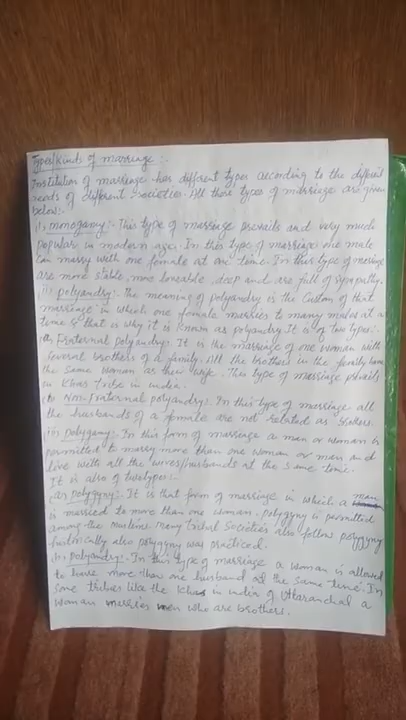 Types/Kinds of marriage :-
Institution of marriage has different types according to the different
needs of different societies. All these types of marriage are given
below:-
(i) monogamy:- This type of marriage prevails and very much
popular in modern age. In this type of marriage one male
can marry with one female at one time. In this type of marriage
are more stable, more loveable, deep and are full of sympathy.
(ii) polyandry:- The meaning of polyandry is the custom of that
marriage in which one female marries to many males at a
time & that is why it is known as polyandry. It is of two types:-
(a) Fraternal polyandry:- It is the marriage of one woman with
several brothers of a family. All the brothers in the family have
the same woman as their wife. This type of marriage prevails
in Khas tribe in india.
(b) Non-Fraternal polyandry:- In this type of marriage all
the husbands of a female are not related as brothers.
(iii) polygamy:- In this form of marriage a man or woman is
permitted to marry more than one woman or man and
live with all the wives/husbands at the same time.
It is also of two types:-
(a) polygyny:- It is that form of marriage in which a man
is married to more than one woman. polygyny is permitted
among the muslims. many tribal societies also follow polygyny
historically also polygyny was practiced.
polyandry:- In this type of marriage a woman is allowed
to have more than one husband at the same time. In
some tribes like the Khas in india of Uttaranchal a
woman marries men who are brothers.